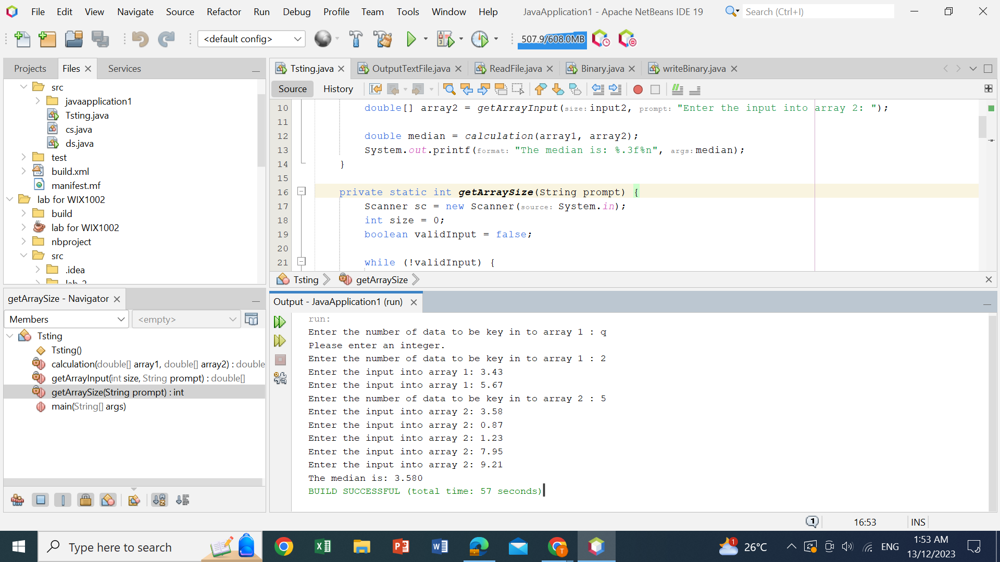 File Edit View Navigate Source Refactor Run Debug Profile Team Tools Window Help JavaApplication1 - Apache NetBeans IDE 19 Search (Ctrl+I)
<default config> 507.9/608.0MB
Projects Files Services
src
javaapplication1
Tsting.java
cs.java
ds.java
test
build.xml
manifest.mf
lab for WIX1002
build
lab for WIX1002
nbproject
src
.idea
lab 2
getArraySize - Navigator
Members <empty>
Tsting
Tsting()
calculation(double[] array1, double[] array2) : double
getArrayInput(int size, String prompt) : double[]
getArraySize(String prompt) : int
main(String[] args)
Tsting.java OutputTextFile.java ReadFile.java Binary.java writeBinary.java
Source History
10 double[] array2 = getArrayInput(size: input2, prompt: "Enter the input into array 2: ");
11
12 double median = calculation(array1, array2);
13 System.out.printf(format: "The median is: %.3f%n", args: median);
14 }
15
16 private static int getArraySize(String prompt) {
17 Scanner sc = new Scanner(source: System.in);
18 int size = 0;
19 boolean validInput = false;
20
21 while (!validInput) {
Tsting getArraySize
Output - JavaApplication1 (run)
run:
Enter the number of data to be key in to array 1 : q
Please enter an integer.
Enter the number of data to be key in to array 1 : 2
Enter the input into array 1: 3.43
Enter the input into array 1: 5.67
Enter the number of data to be key in to array 2 : 5
Enter the input into array 2: 3.58
Enter the input into array 2: 0.87
Enter the input into array 2: 1.23
Enter the input into array 2: 7.95
Enter the input into array 2: 9.21
The median is: 3.580
BUILD SUCCESSFUL (total time: 57 seconds)
1 16:53 INS
Type here to search 1 26°C ENG 1:53 AM
13/12/2023